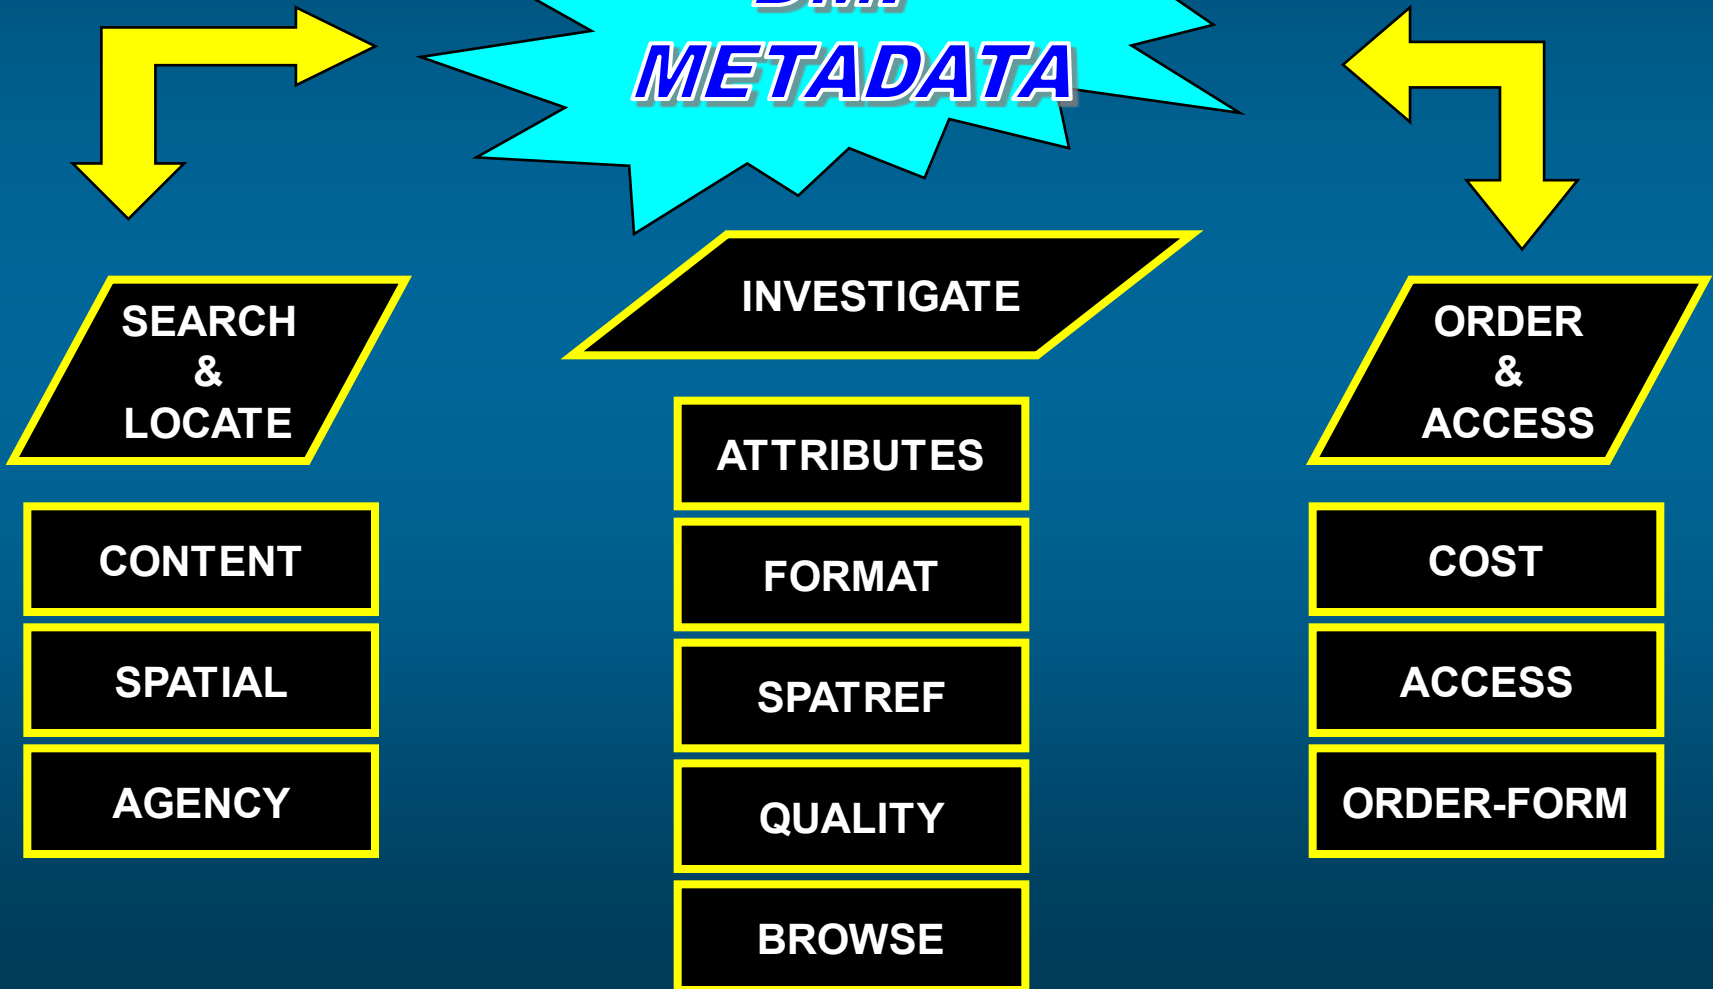 METADATA
SEARCH
&
LOCATE
CONTENT
SPATIAL
AGENCY
INVESTIGATE
ATTRIBUTES
FORMAT
SPATREF
QUALITY
BROWSE
ORDER
&
ACCESS
COST
ACCESS
ORDER-FORM